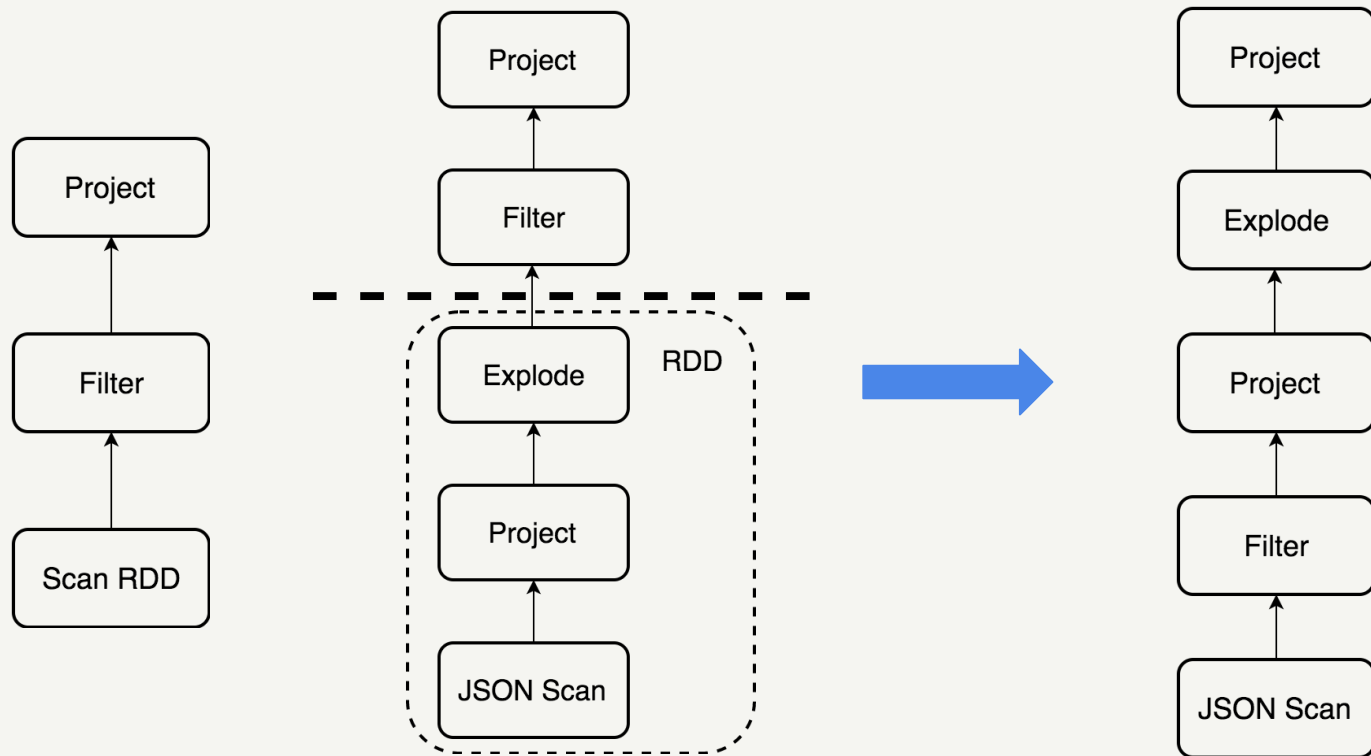 Project
Filter
Scan RDD
Project
Filter
Explode
RDD
Project
JSON Scan
Project
Explode
Project
Filter
JSON Scan